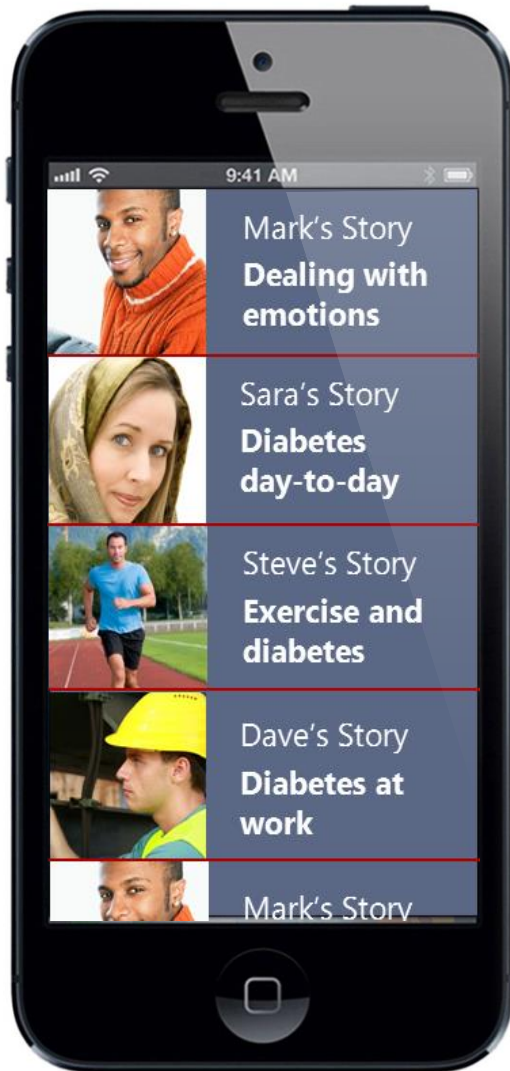 9:41 AM
Mark's Story
Dealing with
emotions
Sara's Story
Diabetes
day-to-day
Steve's Story
Exercise and
diabetes
Dave's Story
Diabetes at
work
Mark's Story